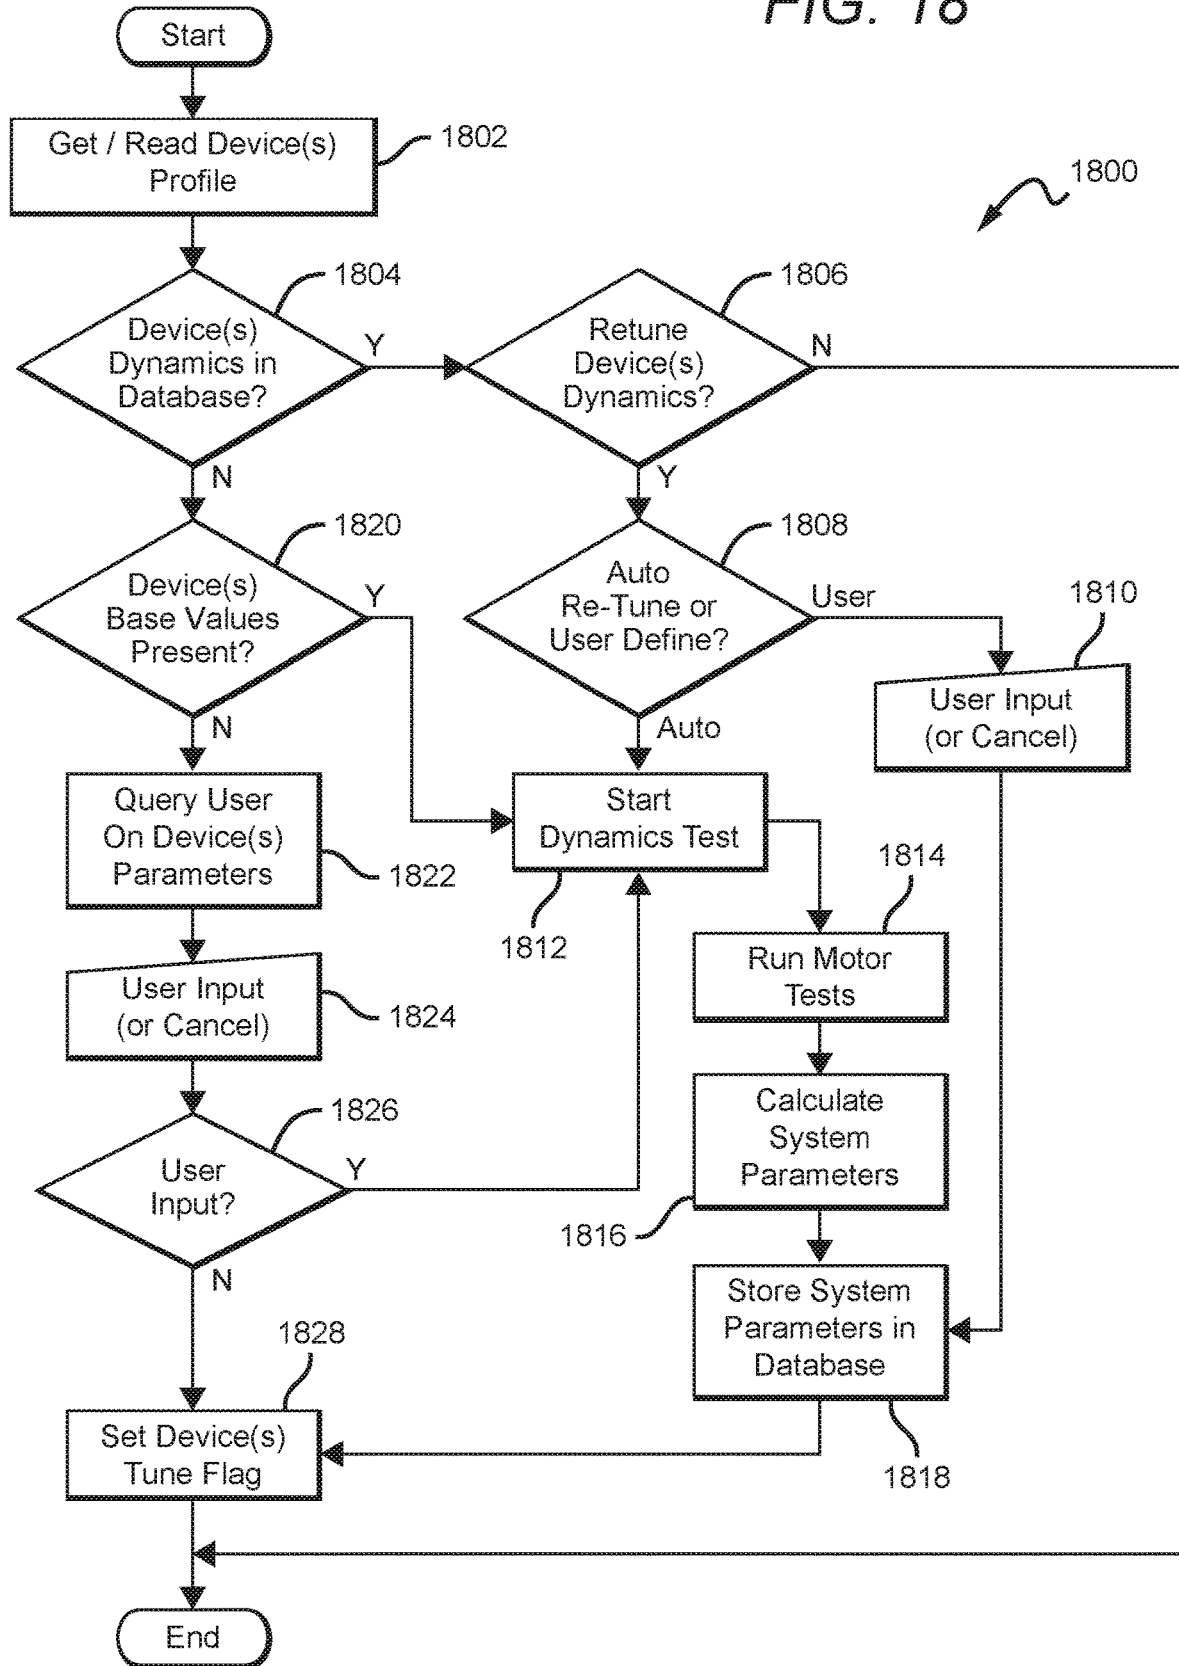 FIG. 18
Start
Get / Read Device(s)
Profile
1802
1800
Device(s)
Dynamics in
Database?
1804
Y
N
Retune
Device(s)
Dynamics?
1806
N
Y
Device(s)
Base Values
Present?
1820
Y
N
Auto
Re-Tune or
User Define?
1808
User
Auto
1810
User Input
(or Cancel)
Query User
On Device(s)
Parameters
1822
Start
Dynamics Test
1812
1814
Run Motor
Tests
User Input
(or Cancel)
1824
Calculate
System
Parameters
1816
User
Input?
1826
Y
N
Store System
Parameters in
Database
1818
1828
Set Device(s)
Tune Flag
End